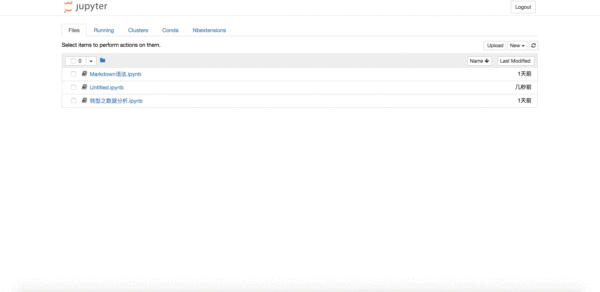 jupyter
Logout
Files Running Clusters Conda Nbextensions
Select items to perform actions on them. Upload New
0 Name Last Modified
Markdown语法.ipynb 1天前
Untitled.ipynb 几秒前
转型之数据分析.ipynb 1天前